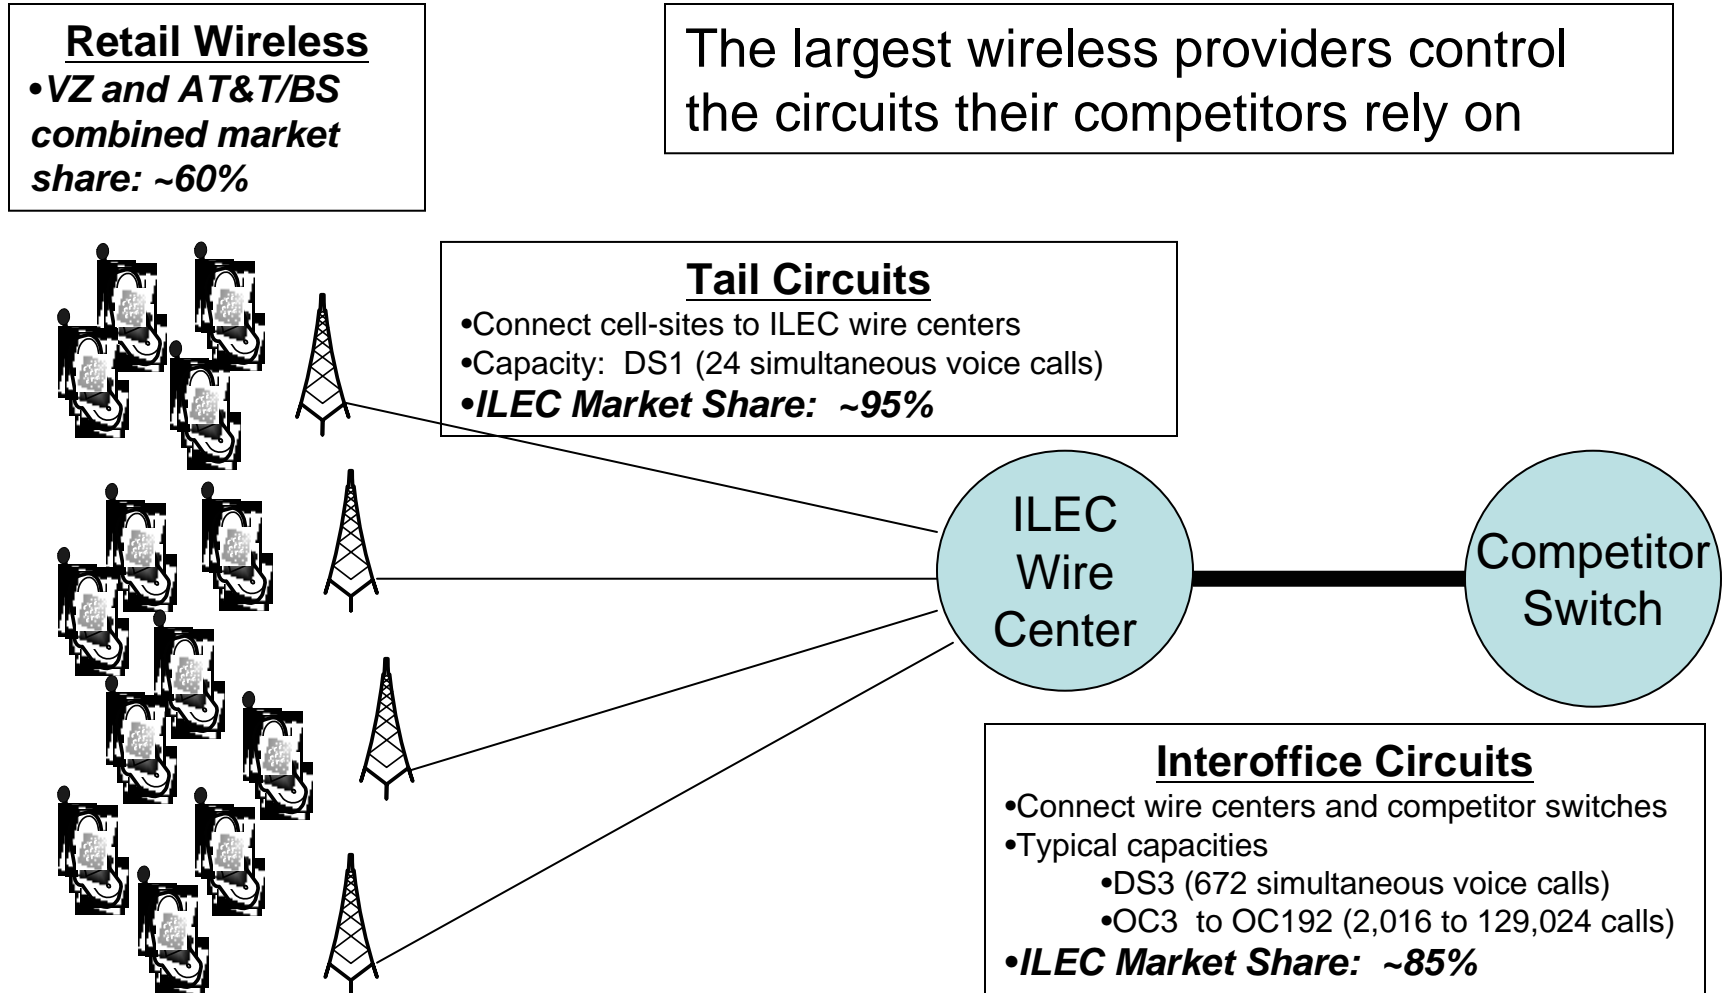 Retail Wireless
•VZ and AT&T/BS
combined market
share: ~60%
The largest wireless providers control
the circuits their competitors rely on
Tail Circuits
•Connect cell-sites to ILEC wire centers
•Capacity:  DS1 (24 simultaneous voice calls)
•ILEC Market Share:  ~95%
ILEC
Wire
Center
Competitor
Switch
Interoffice Circuits
•Connect wire centers and competitor switches
•Typical capacities
•DS3 (672 simultaneous voice calls)
•OC3  to OC192 (2,016 to 129,024 calls)
•ILEC Market Share:  ~85%